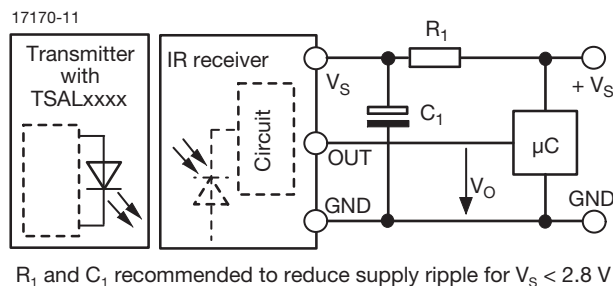 17170-11
Transmitter
with
TSALxxxx
IR receiver
Circuit
VS
OUT
GND
C1
R1
VO
µC
+ VS
GND
R1 and C1 recommended to reduce supply ripple for VS < 2.8 V